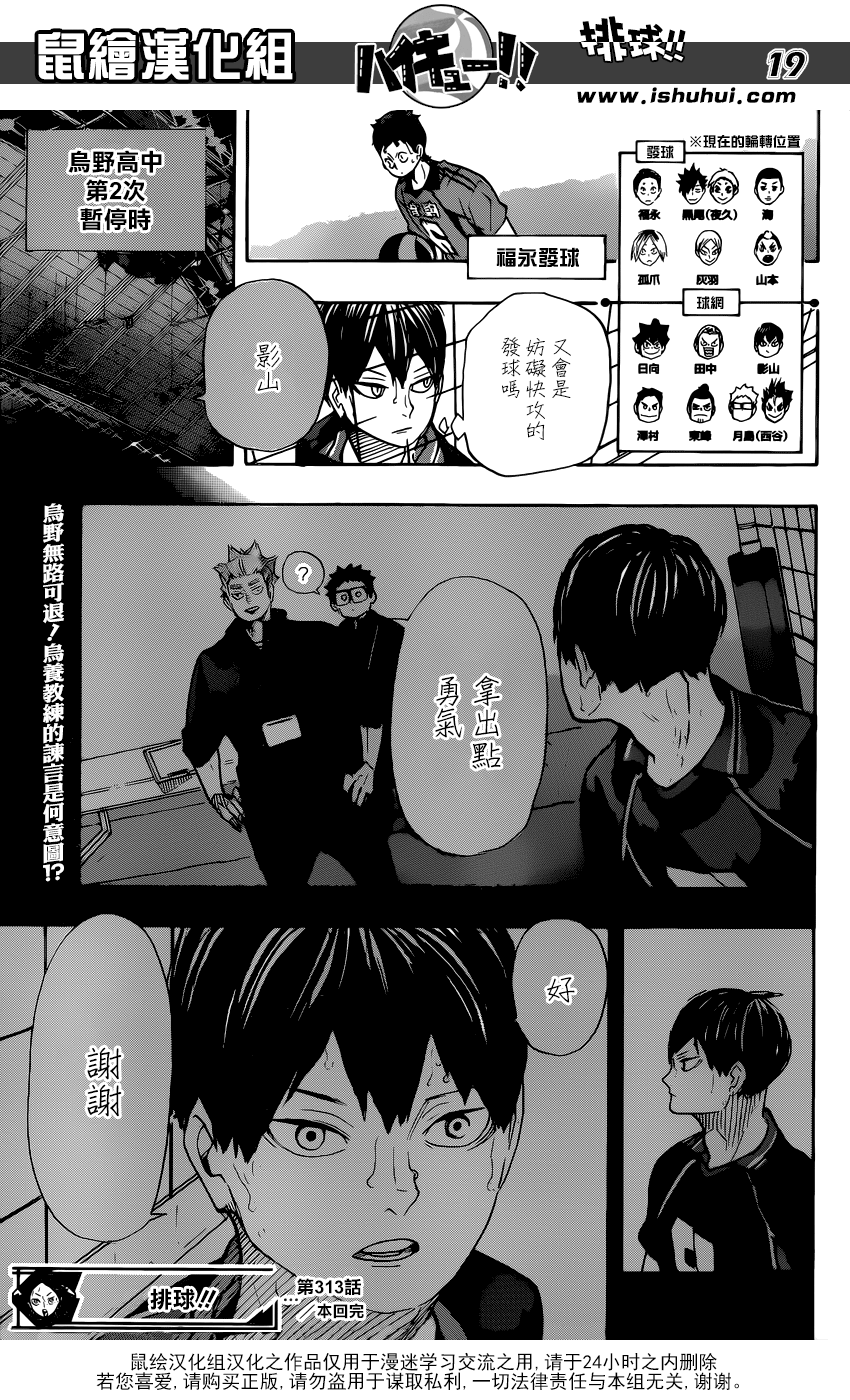 鼠繪漢化組
ハイキュー!!
排球!!
19
www.ishuhui.com
※現在的輪轉位置
發球
福永
黑尾(夜久)
海
孤爪
灰羽
山本
球網
日向
田中
影山
澤村
東峰
月島(西谷)
福永發球
又會是
妨礙快攻的
發球嗎
烏野高中
第2次
暫停時
影山
?
拿出點
勇氣
烏野無路可退!烏養教練的諫言是何意圖!?
好
謝謝
排球!!
第313話
……／本回完
鼠绘汉化组汉化之作品仅用于漫迷学习交流之用,请于24小时之内删除
若您喜爱,请购买正版,请勿盗用于谋取私利,一切法律责任与本组无关,谢谢。